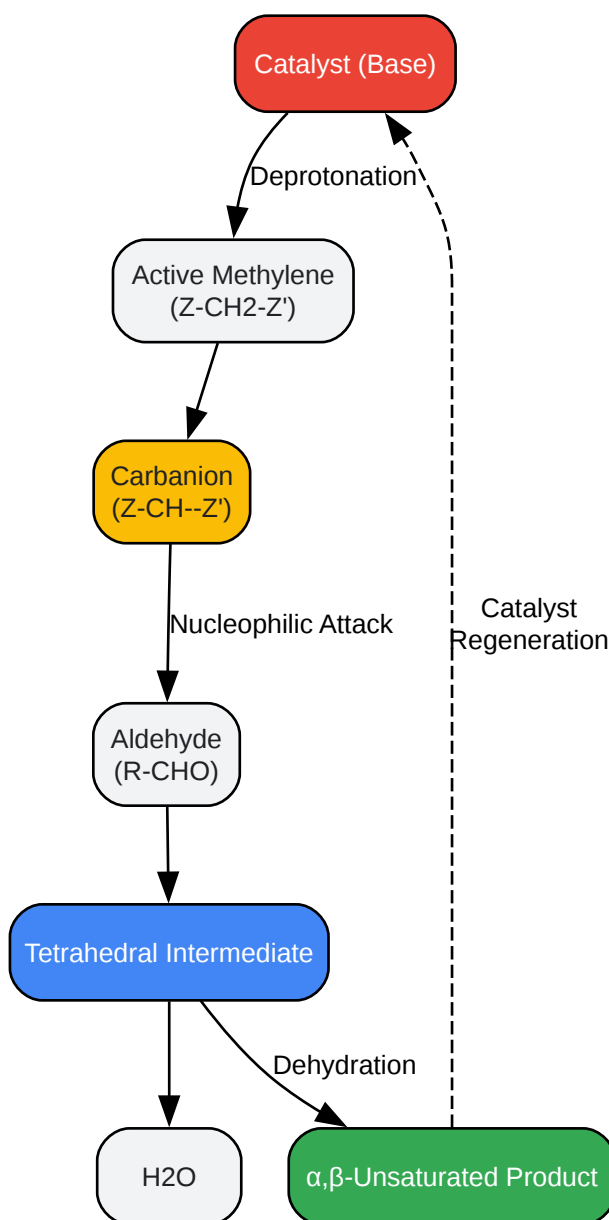 Catalyst (Base)
Deprotonation
Active Methylene
(Z-CH2-Z')
Carbanion
(Z-CH--Z')
Nucleophilic Attack
Catalyst
Regeneration
Aldehyde
(R-CHO)
Tetrahedral Intermediate
Dehydration
H2O
α,β-Unsaturated Product